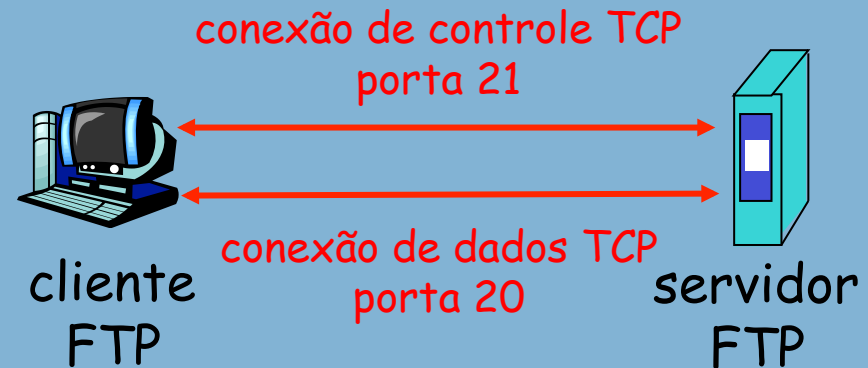 conexão de controle TCP
porta 21
conexão de dados TCP
porta 20
cliente
FTP
servidor
FTP